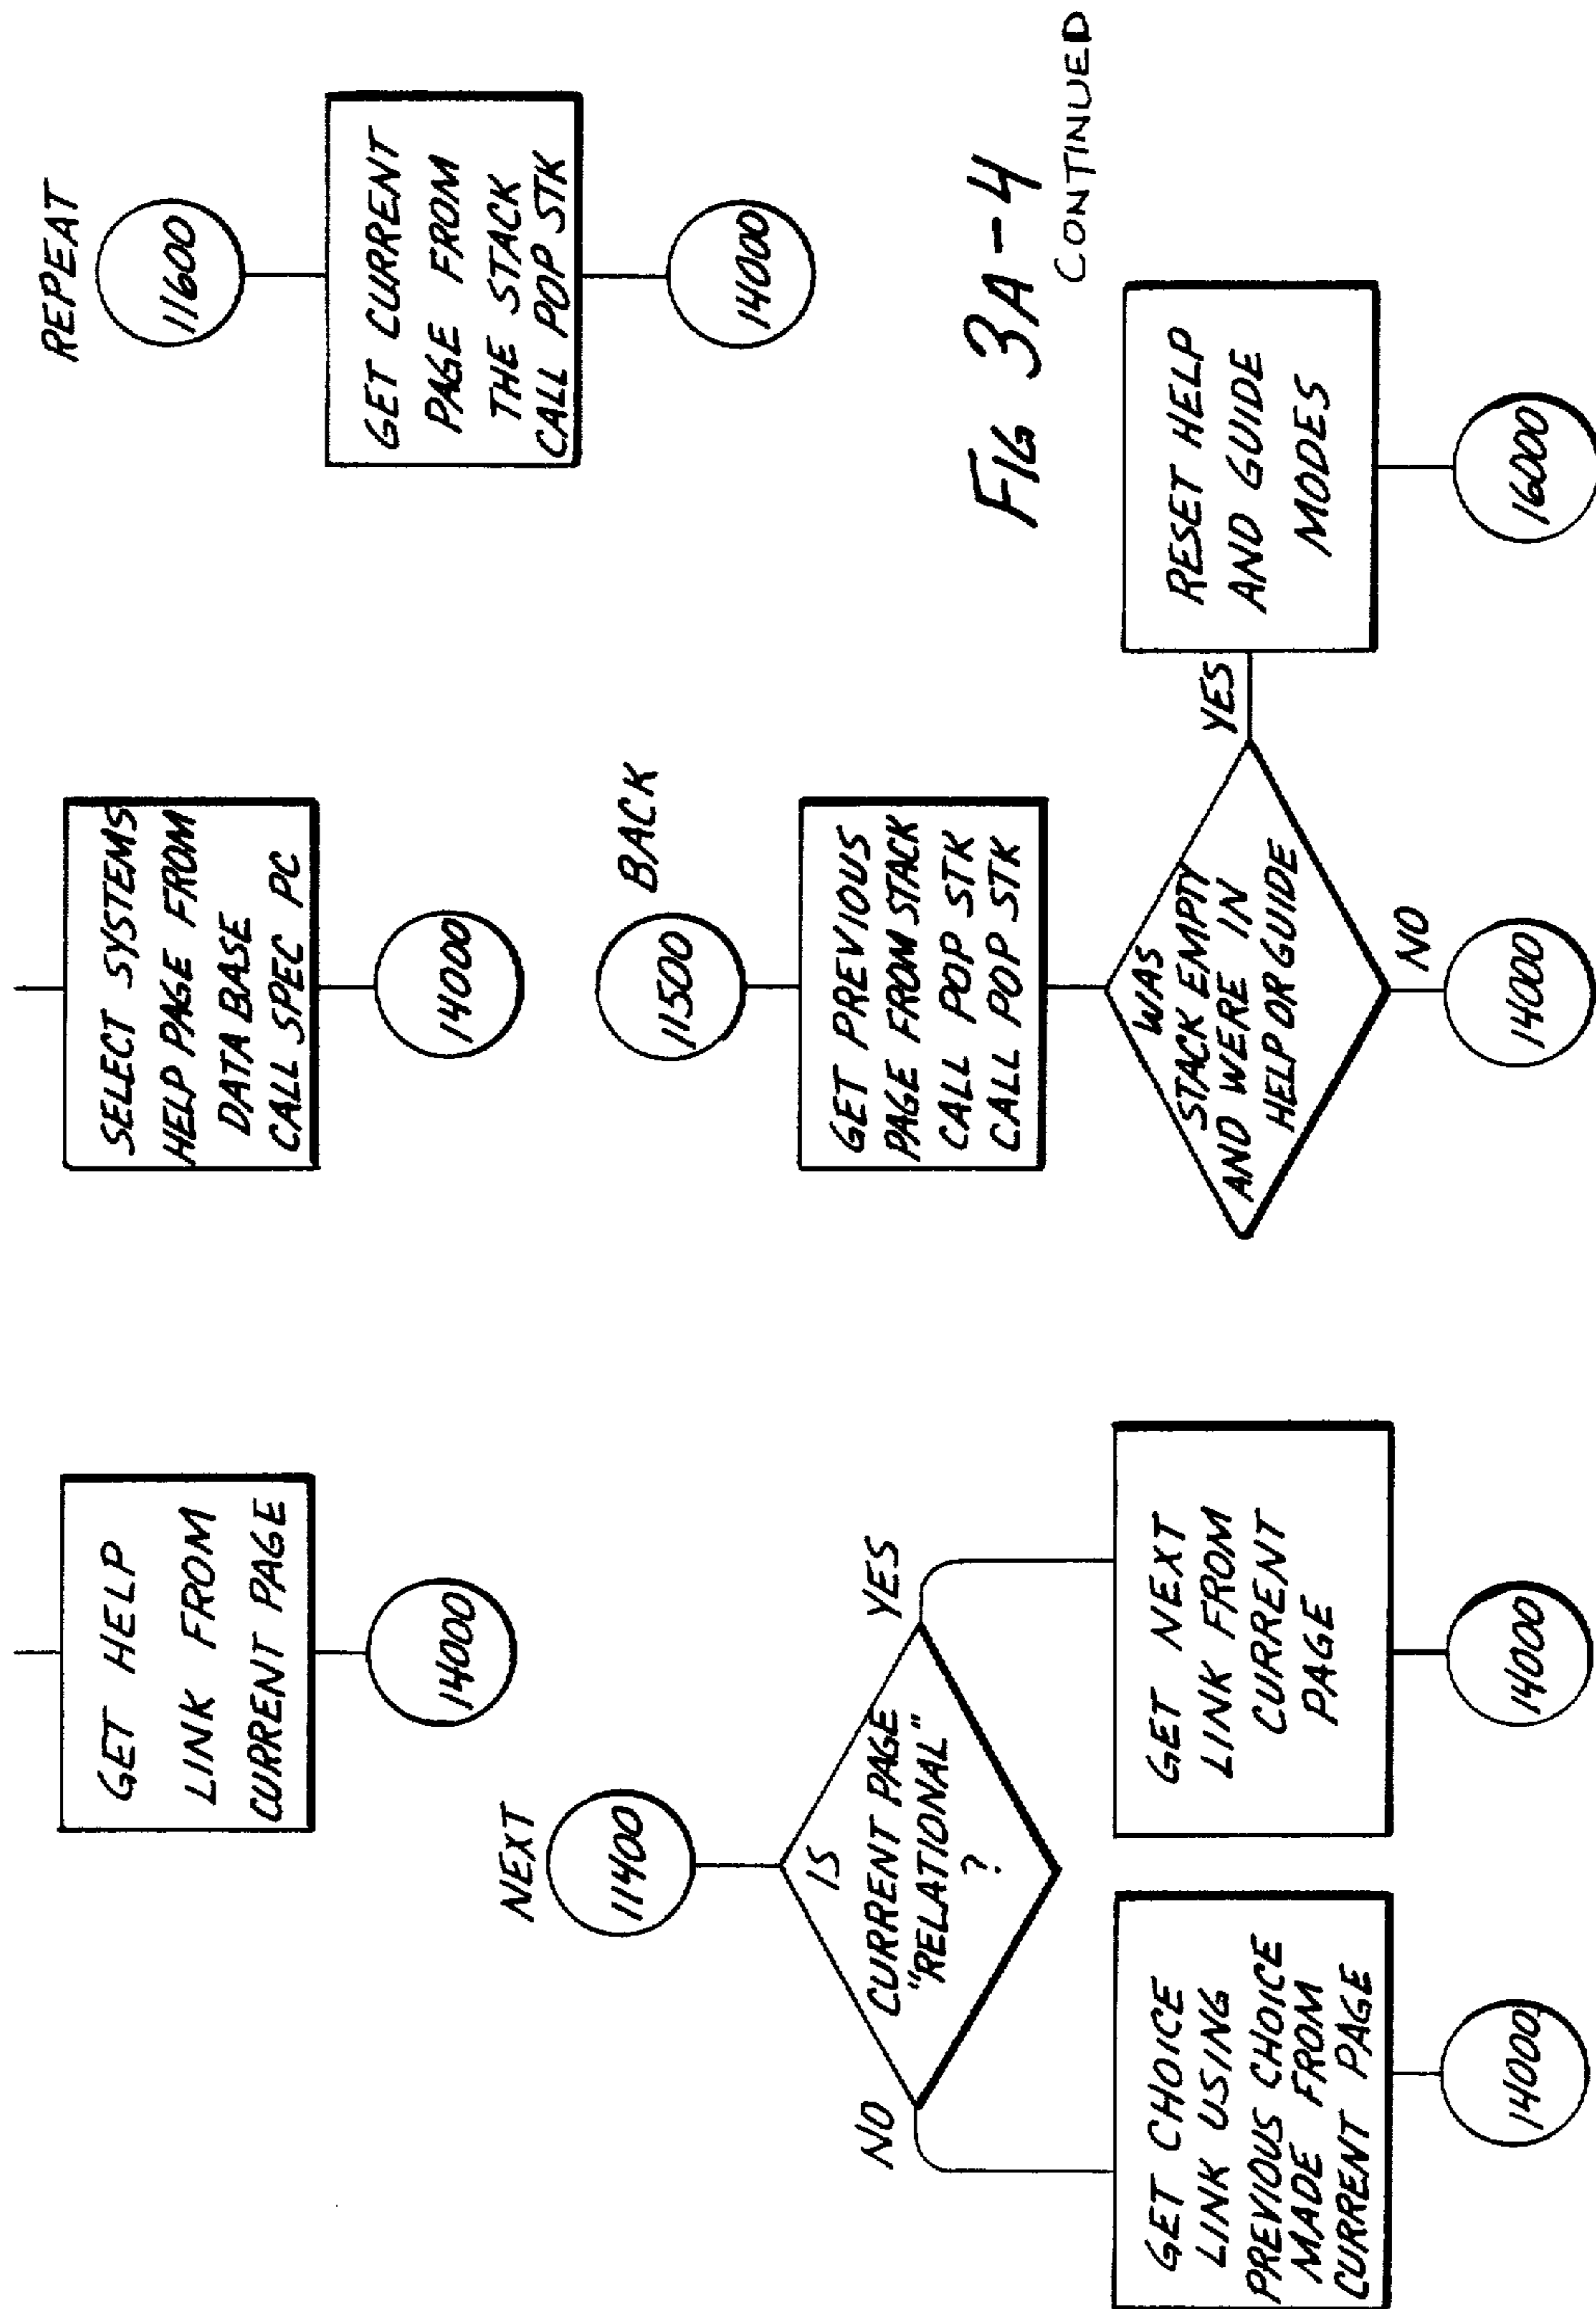 GET HELP
LINK FROM
CURRENT PAGE
14000
SELECT SYSTEMS
HELP PAGE FROM
DATA BASE
CALL SPEC PC
14000
REPEAT
11600
GET CURRENT
PAGE FROM
THE STACK
CALL POP STK
14000
NEXT
11400
IS
CURRENT PAGE
"RELATIONAL"
?
NO
YES
GET CHOICE
LINK USING
PREVIOUS CHOICE
MADE FROM
CURRENT PAGE
14000
GET NEXT
LINK FROM
CURRENT
PAGE
14000
BACK
11500
GET PREVIOUS
PAGE FROM STACK
CALL POP STK
CALL POP STK
WAS
STACK EMPTY
AND WERE IN
HELP OR GUIDE
YES
NO
14000
RESET HELP
AND GUIDE
MODES
16000
FIG 3A-4
CONTINUED